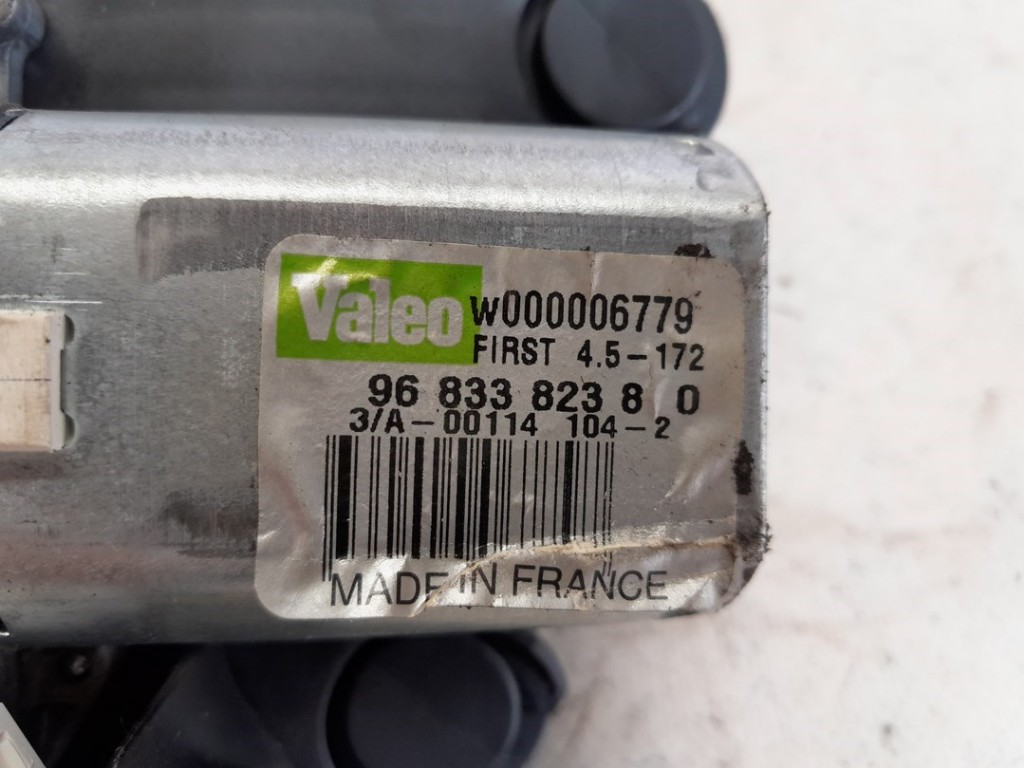 Valeo W000006779
FIRST 4.5-172
96 833 823 8 0
3/A-00114 104-2
MADE IN FRANCE